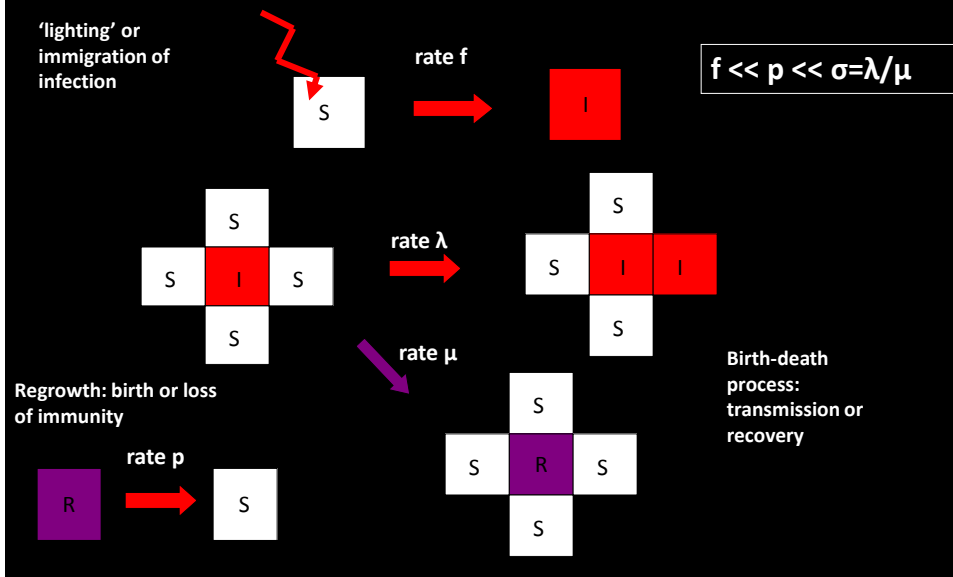 ‘lighting’ or
immigration of
infection
rate f
f << p << σ=λ/μ
S
I
S
S
I
S
S
rate λ
S
S
I
I
S
rate μ
Birth-death
process:
transmission or
recovery
Regrowth: birth or loss
of immunity
rate p
R
S
S
S
R
S
S